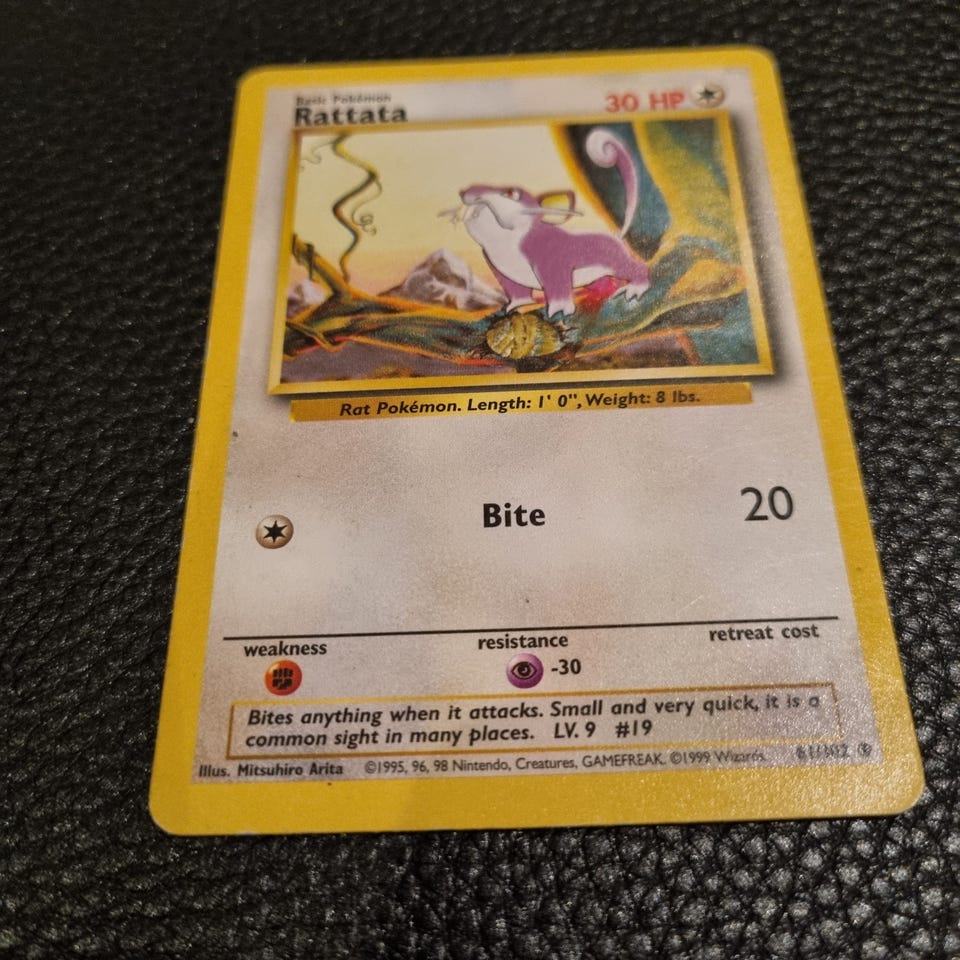 Basic Pokémon
Rattata 30 HP
Rat Pokémon. Length: 1' 0", Weight: 8 lbs.
Bite 20
weakness resistance retreat cost
-30
Bites anything when it attacks. Small and very quick, it is a
common sight in many places. LV. 9 #19
Illus. Mitsuhiro Arita ©1995, 96, 98 Nintendo, Creatures, GAMEFREAK. ©1999 Wizards.